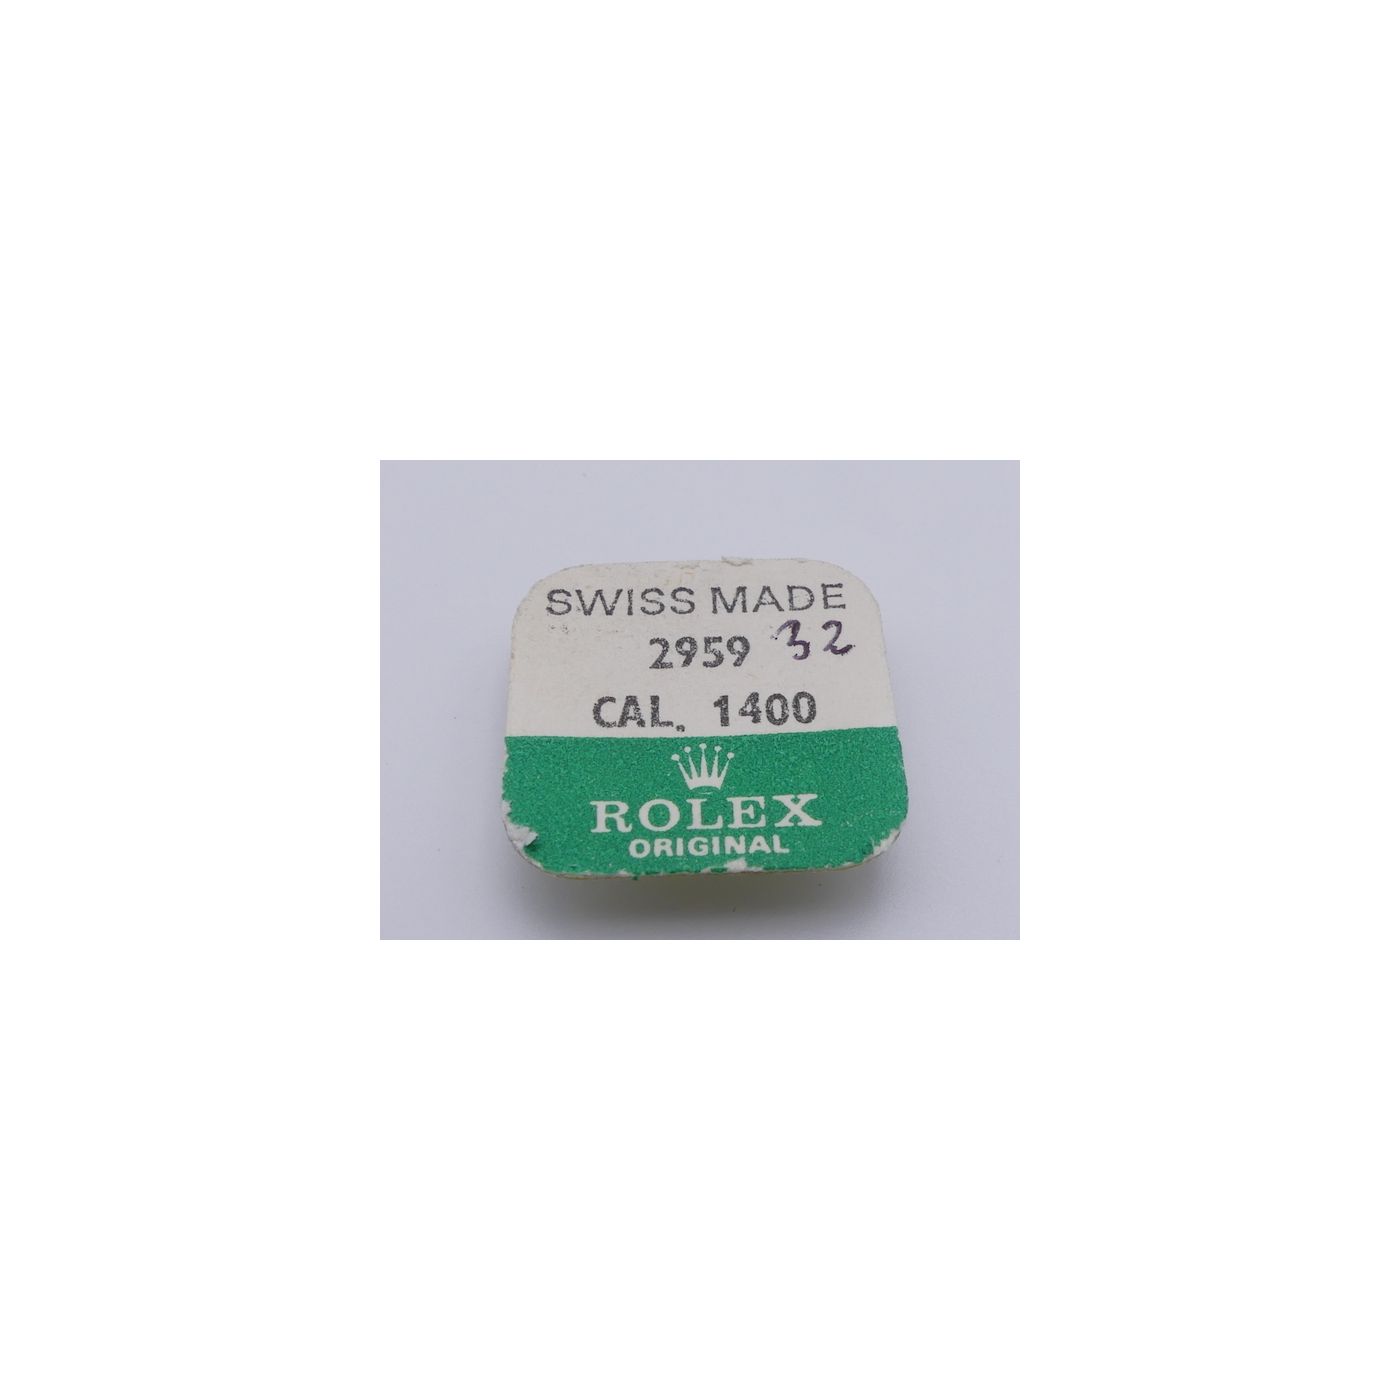 SWISS MADE
2959 32
CAL. 1400
ROLEX
ORIGINAL